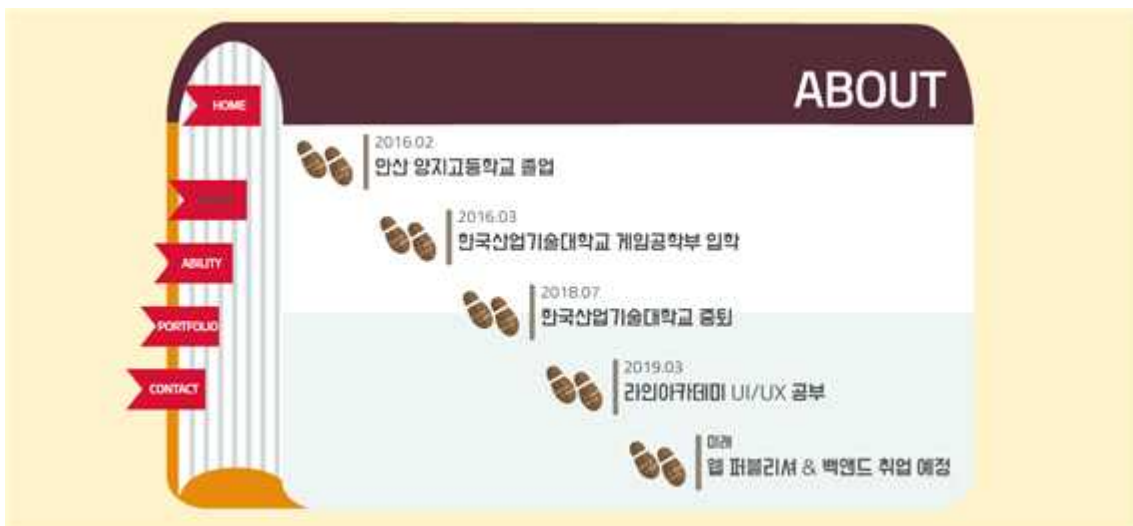 ABOUT
HOME
ABILITY
PORTFOLIO
CONTACT
2016.02
안산 양지고등학교 졸업
2016.03
한국산업기술대학교 게임공학부 입학
2018.07
한국산업기술대학교 중퇴
2019.03
라인아카데미 UI/UX 공부
미래
웹 퍼블리셔 & 백엔드 취업 예정